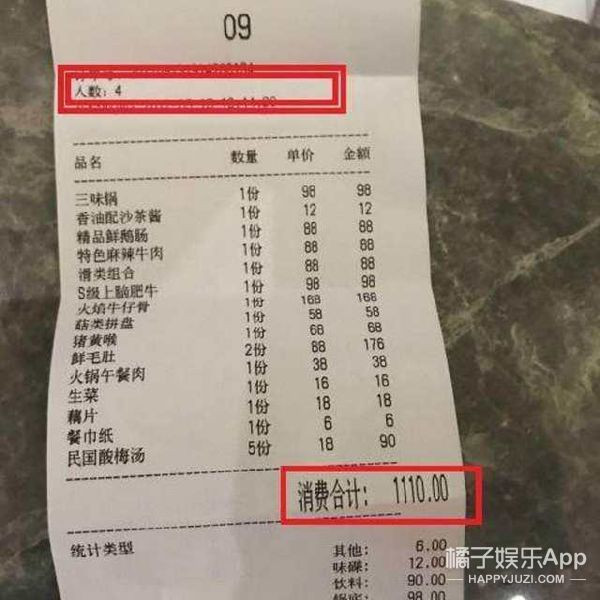 09
人数：4
品名 数量 单价 金额
三味锅 1份 98 98
香油配沙茶酱 1份 12 12
精品鲜鹅肠 1份 88 88
特色麻辣牛肉 1份 88 88
滑类组合 1份 88 88
S级上脑肥牛 1份 98 98
火焰牛仔骨 1份 168 168
菇类拼盘 1份 58 58
猪黄喉 1份 68 68
鲜毛肚 2份 88 176
火锅午餐肉 1份 38 38
生菜 1份 16 16
藕片 1份 18 18
餐巾纸 1份 6 6
民国酸梅汤 5份 18 90
消费合计： 1110.00
统计类型 其他： 6.00
味碟： 12.00
饮料： 90.00
锅底： 98.00
橘子娱乐App
HAPPYJUZI.COM